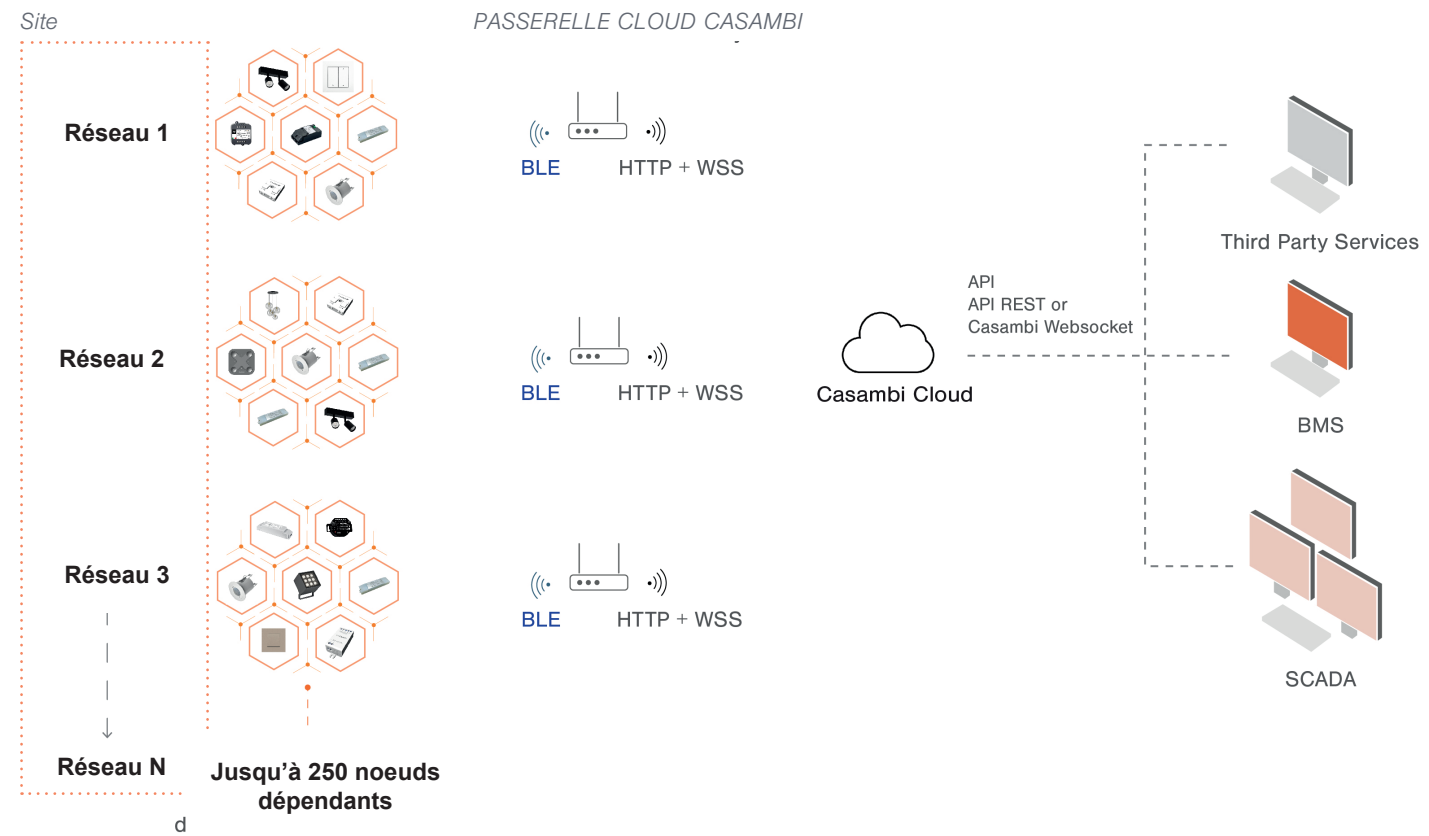 Site
PASSERELLE CLOUD CASAMBI
Réseau 1
BLE
HTTP + WSS
Third Party Services
Réseau 2
BLE
HTTP + WSS
Casambi Cloud
API
API REST or
Casambi Websocket
BMS
Réseau 3
BLE
HTTP + WSS
SCADA
Réseau N
Jusqu'à 250 noeuds
dépendants
d